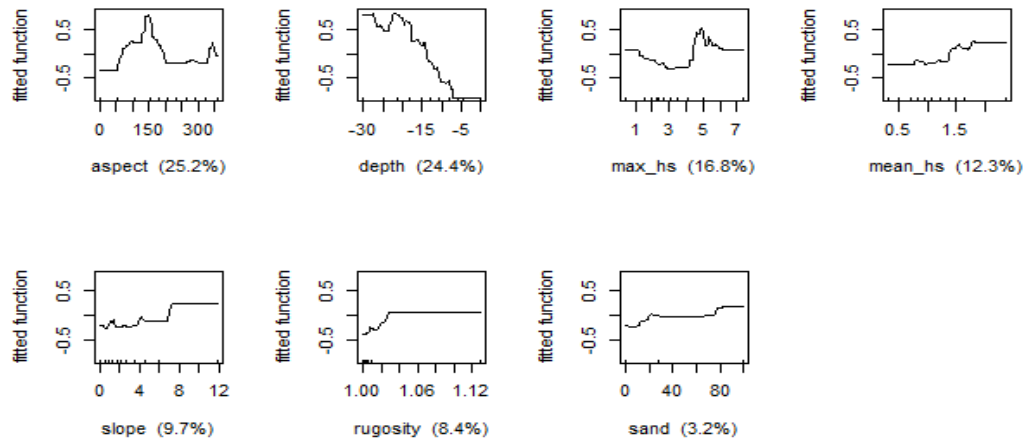 fitted function
0.5
-0.5
0 150 300
aspect (25.2%)
fitted function
0.5
-0.5
-30 -15 -5
depth (24.4%)
fitted function
0.5
-0.5
1 3 5 7
max_hs (16.8%)
fitted function
0.5
-0.5
0.5 1.5
mean_hs (12.3%)
fitted function
0.5
-0.5
0 4 8 12
slope (9.7%)
fitted function
0.5
-0.5
1.00 1.06 1.12
rugosity (8.4%)
fitted function
0.5
-0.5
0 40 80
sand (3.2%)